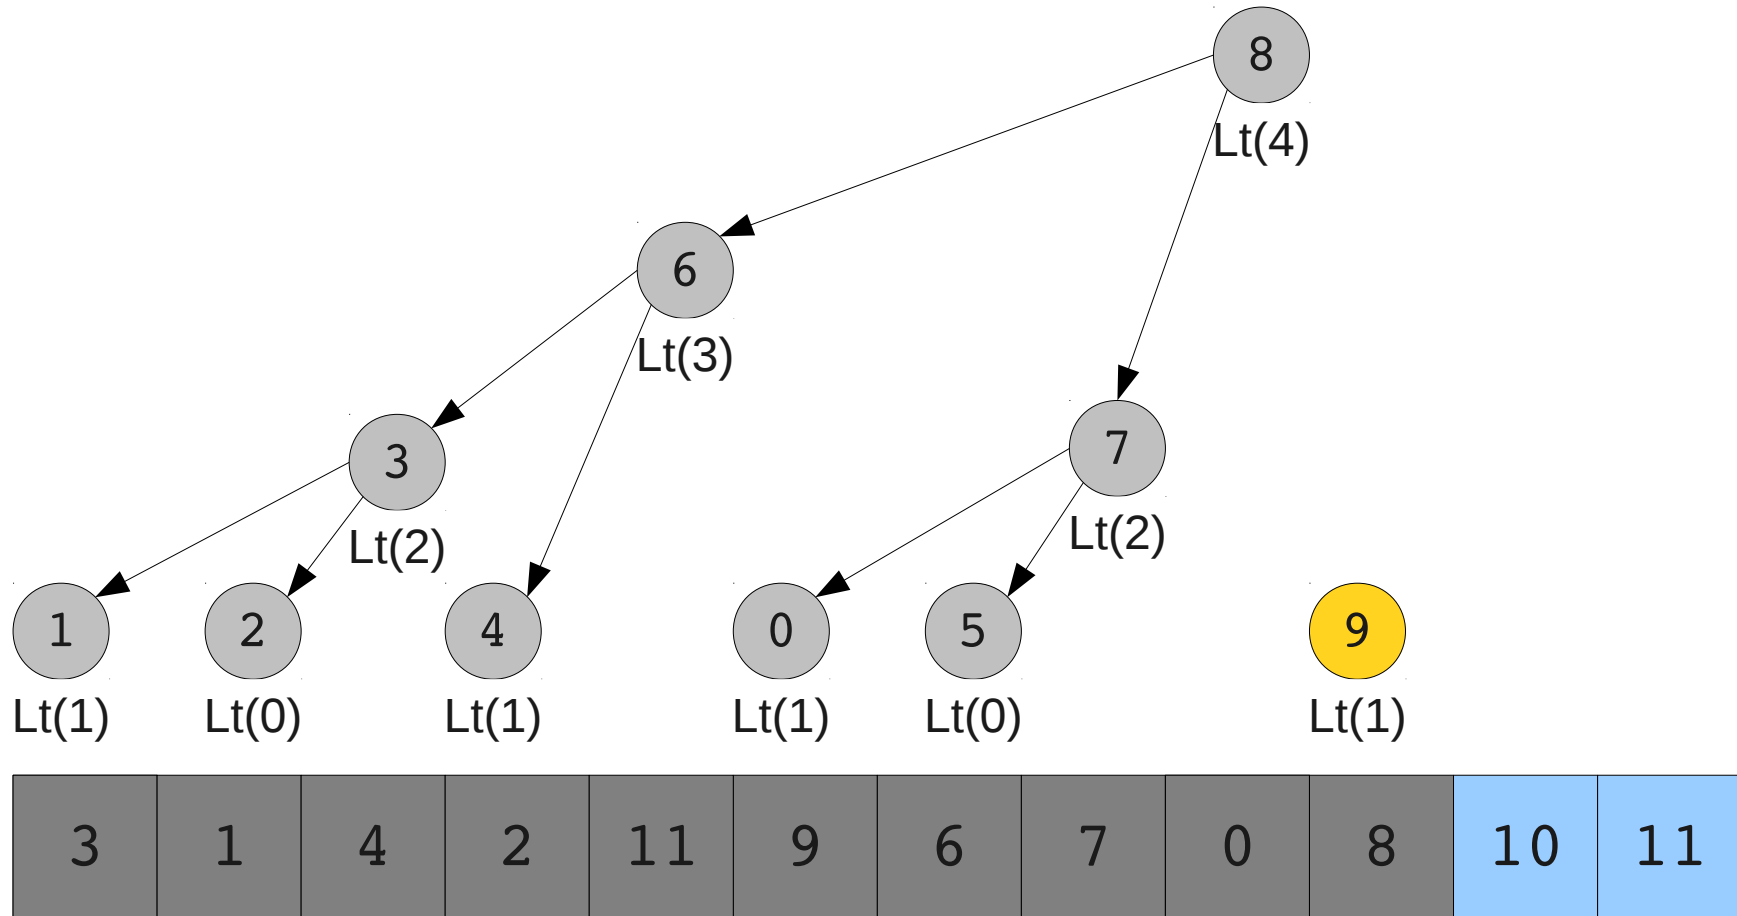 8
Lt(4)
6
Lt(3)
3
7
Lt(2)
Lt(2)
1 2 4 0 5 9
Lt(1) Lt(0) Lt(1) Lt(1) Lt(0) Lt(1)
3 1 4 2 11 9 6 7 0 8 10 11